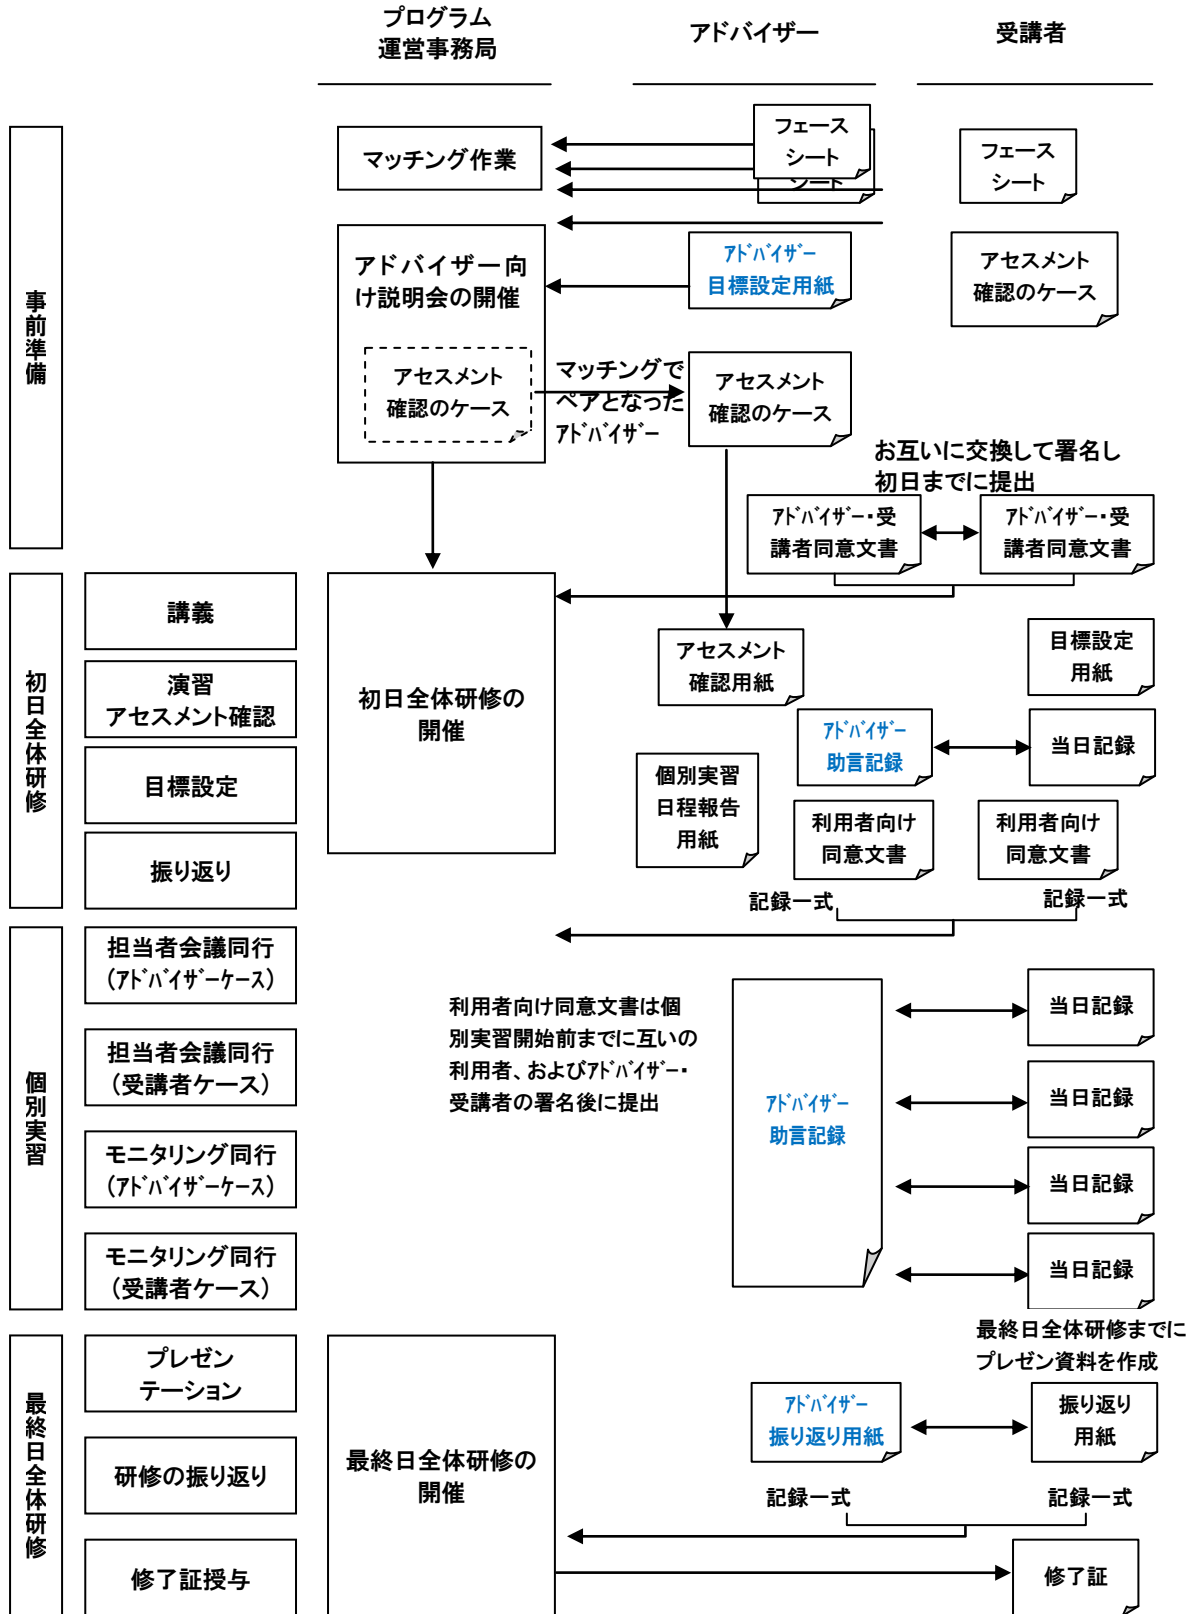 プログラム
運営事務局
アドバイザー
受講者
事前準備
マッチング作業
フェース
シート
シート
フェース
シート
アドバイザー向
け説明会の開催
ｱﾄﾞﾊﾞｲｻﾞｰ
目標設定用紙
アセスメント
確認のケース
アセスメント
確認のケース
マッチングで
ペアとなった
ｱﾄﾞﾊﾞｲｻﾞｰ
アセスメント
確認のケース
お互いに交換して署名し
初日までに提出
ｱﾄﾞﾊﾞｲｻﾞｰ・受
講者同意文書
ｱﾄﾞﾊﾞｲｻﾞｰ・受
講者同意文書
初日全体研修
講義
演習
アセスメント確認
目標設定
振り返り
初日全体研修の
開催
アセスメント
確認用紙
目標設定
用紙
ｱﾄﾞﾊﾞｲｻﾞｰ
助言記録
当日記録
個別実習
日程報告
用紙
利用者向け
同意文書
利用者向け
同意文書
記録一式
記録一式
個別実習
担当者会議同行
（ｱﾄﾞﾊﾞｲｻﾞｰケース）
担当者会議同行
（受講者ケース）
モニタリング同行
（ｱﾄﾞﾊﾞｲｻﾞｰケース）
モニタリング同行
（受講者ケース）
利用者向け同意文書は個
別実習開始前までに互いの
利用者、およびｱﾄﾞﾊﾞｲｻﾞｰ・
受講者の署名後に提出
ｱﾄﾞﾊﾞｲｻﾞｰ
助言記録
当日記録
当日記録
当日記録
当日記録
最終日全体研修
プレゼン
テーション
研修の振り返り
修了証授与
最終日全体研修の
開催
最終日全体研修までに
プレゼン資料を作成
ｱﾄﾞﾊﾞｲｻﾞｰ
振り返り用紙
振り返り
用紙
記録一式
記録一式
修了証